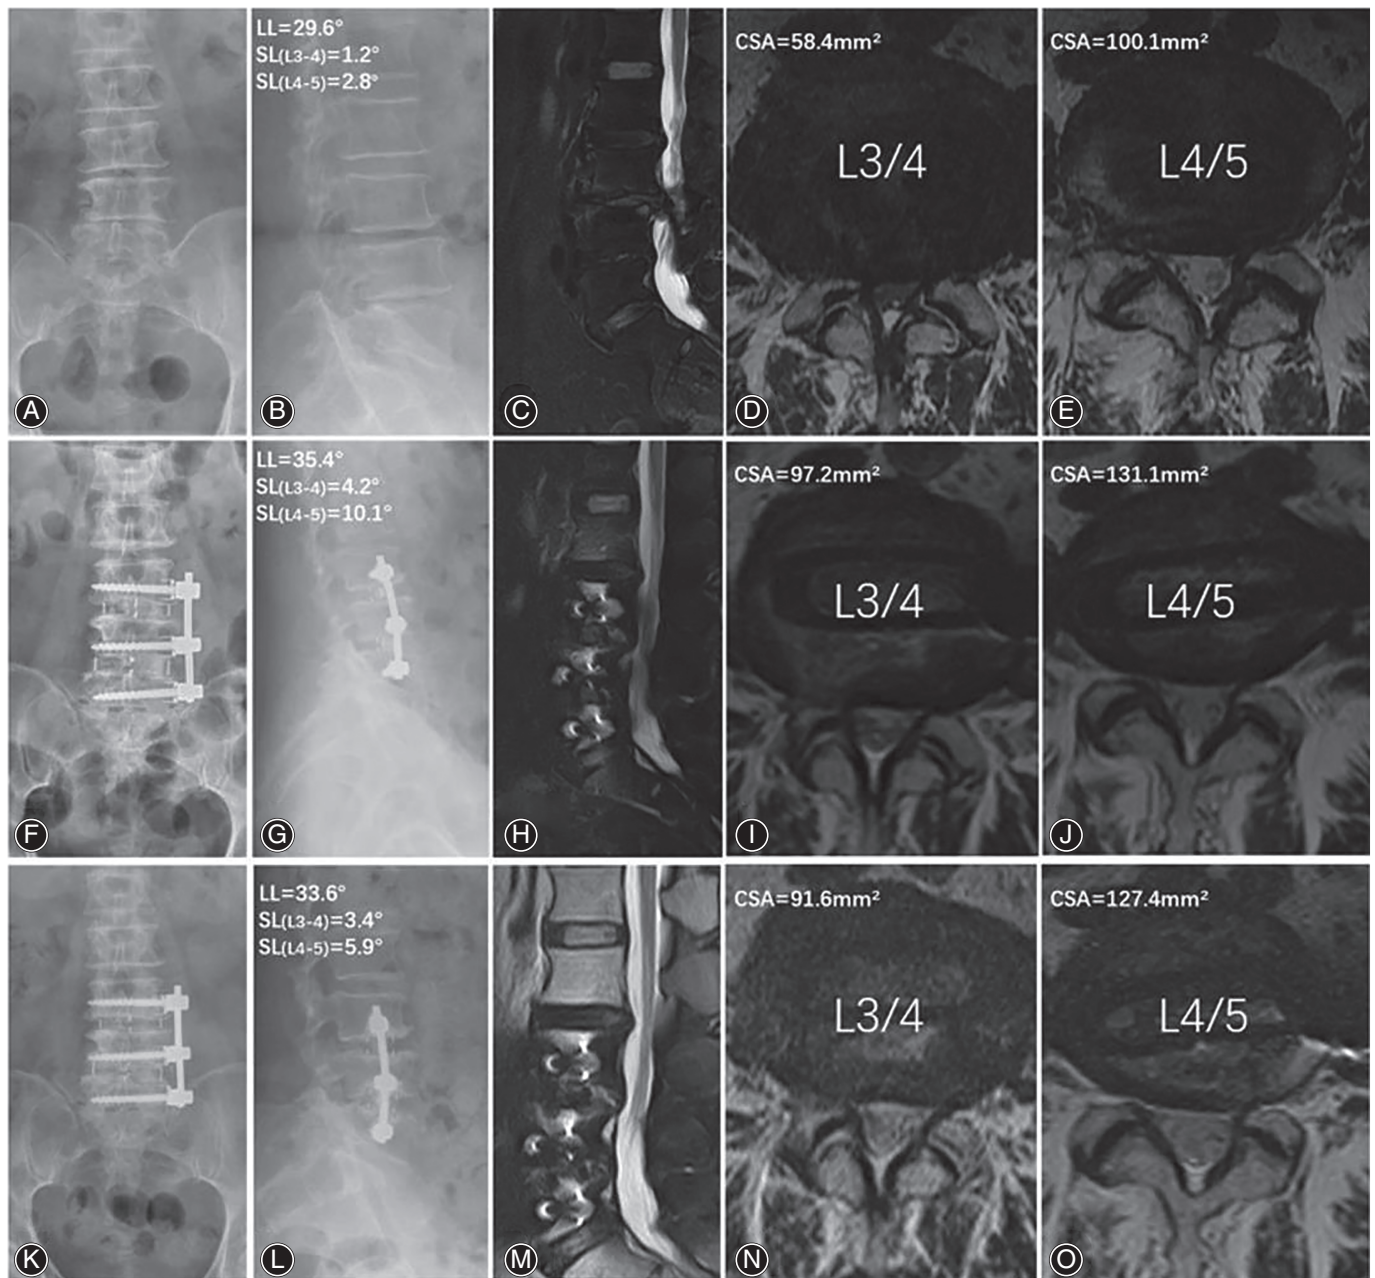 LL=29.6°
SL(L3-4)=1.2°
SL(L4-5)=2.8°
CSA=58.4mm²
CSA=100.1mm²
L3/4
L4/5
A
B
C
D
E
LL=35.4°
SL(L3-4)=4.2°
SL(L4-5)=10.1°
CSA=97.2mm²
CSA=131.1mm²
L3/4
L4/5
F
G
H
I
J
LL=33.6°
SL(L3-4)=3.4°
SL(L4-5)=5.9°
CSA=91.6mm²
CSA=127.4mm²
L3/4
L4/5
K
L
M
N
O